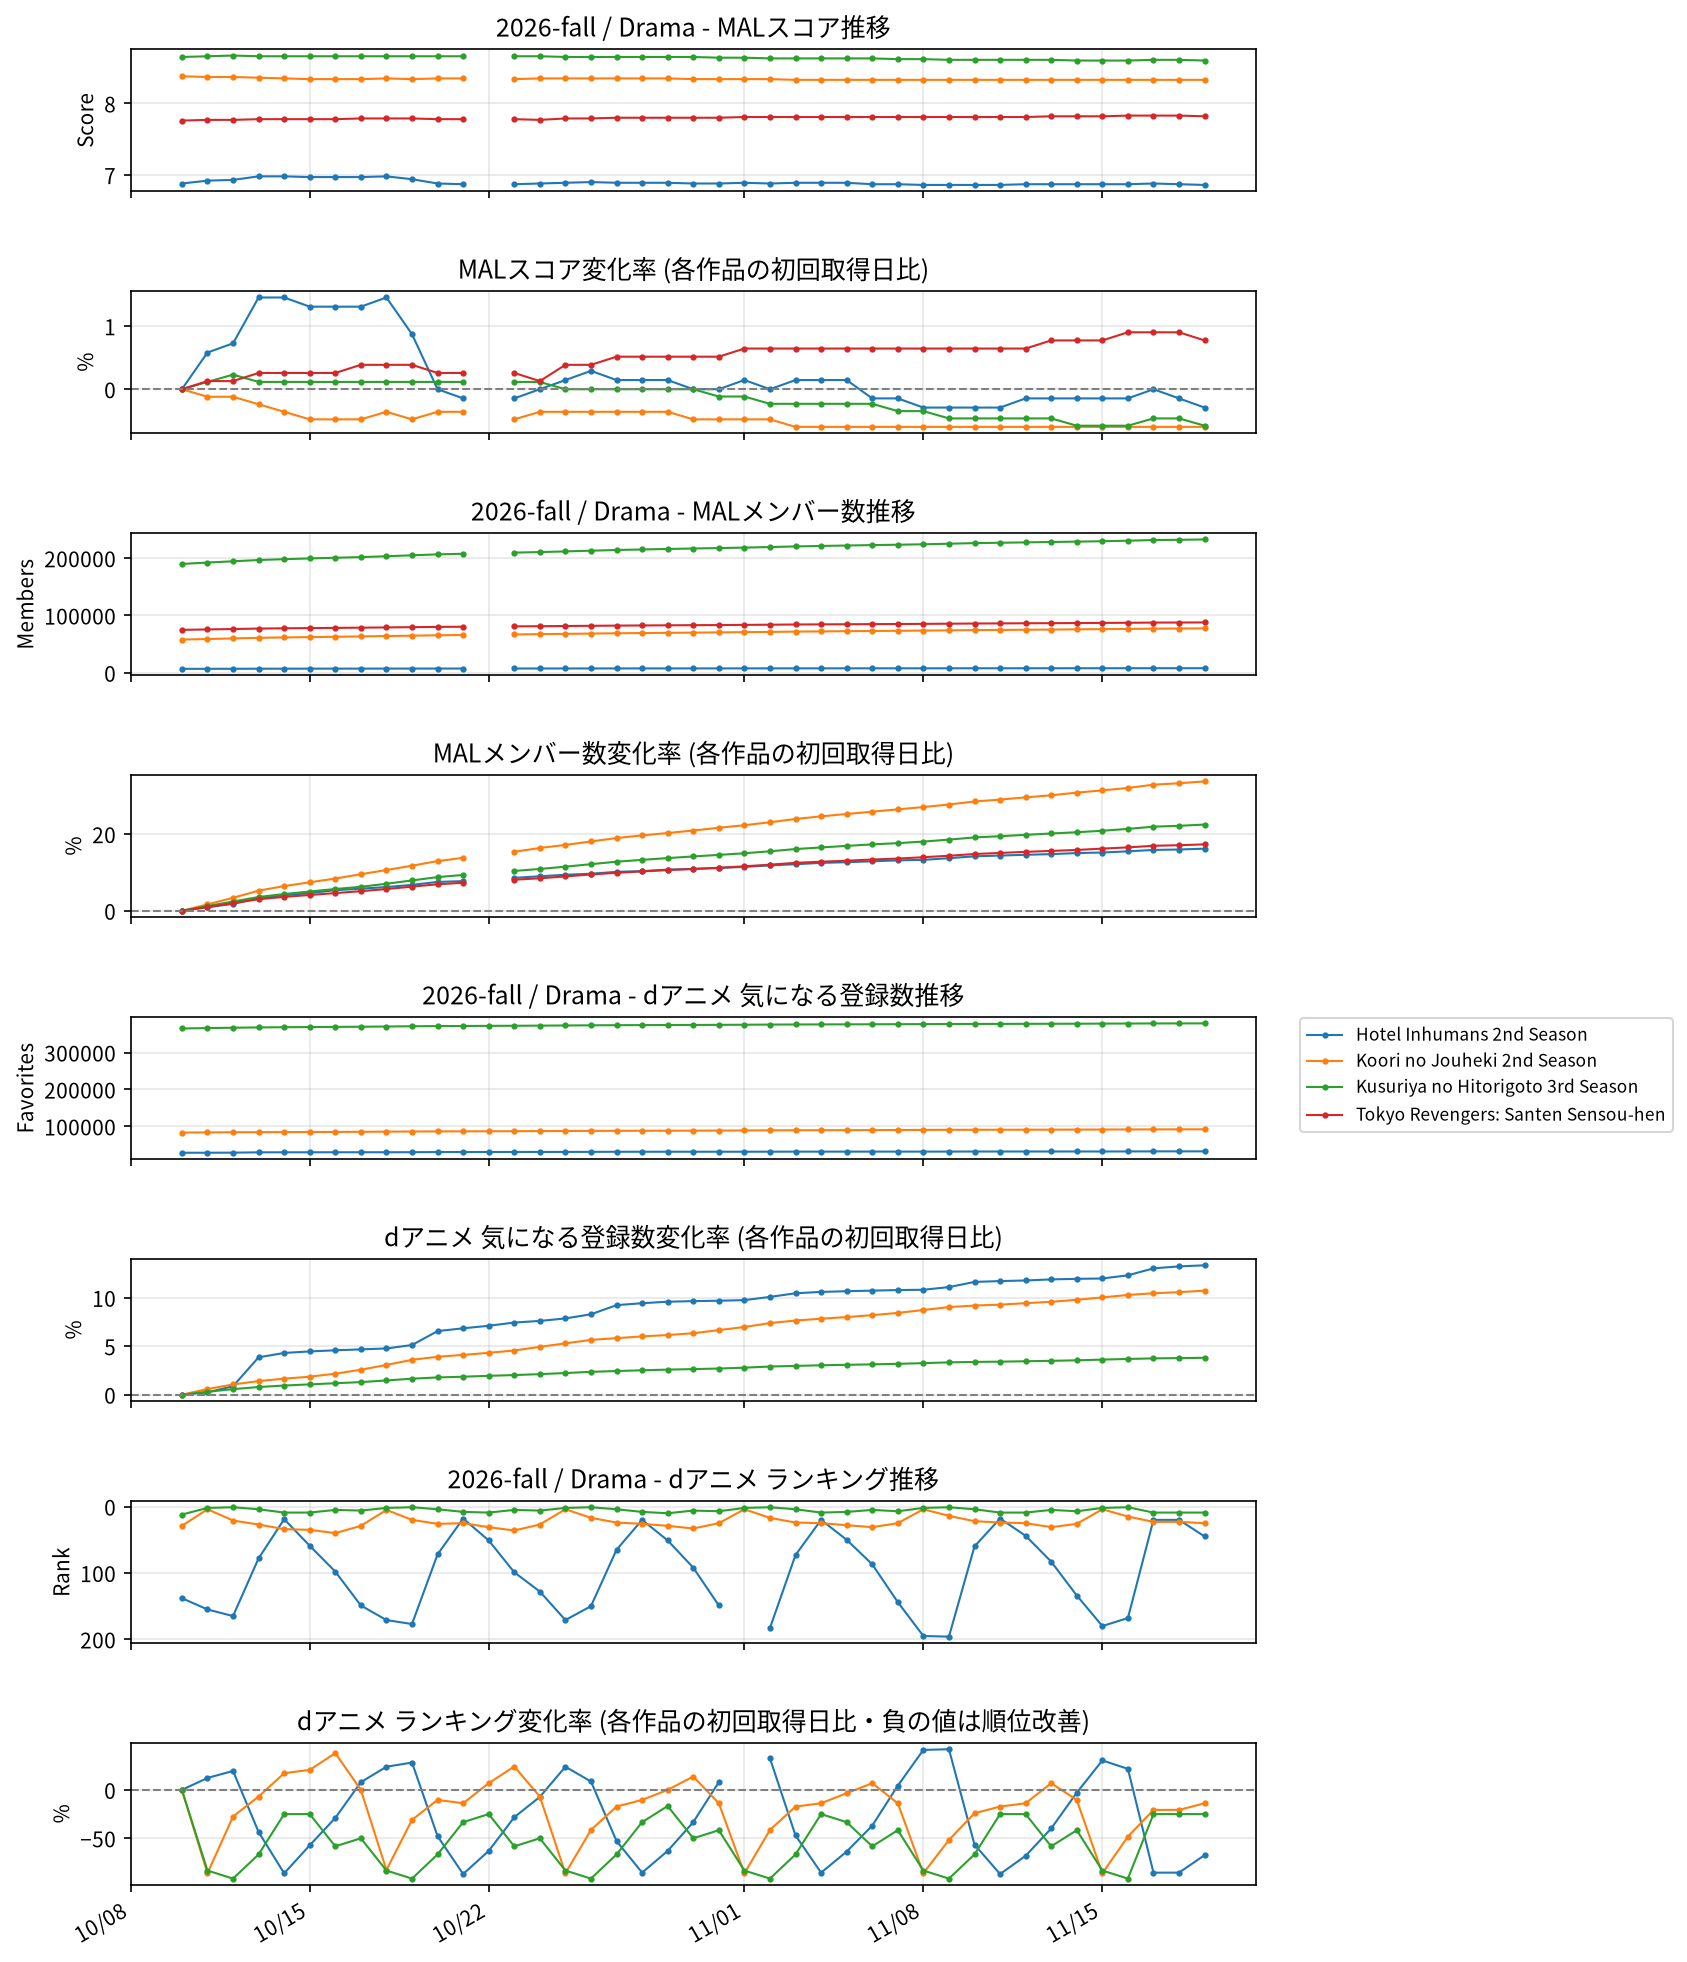 2026-fall / Drama - MALスコア推移
Score
8
7
MALスコア変化率 (各作品の初回取得日比)
%
1
0
2026-fall / Drama - MALメンバー数推移
Members
200000
100000
0
MALメンバー数変化率 (各作品の初回取得日比)
%
20
0
2026-fall / Drama - dアニメ 気になる登録数推移
Favorites
300000
200000
100000
Hotel Inhumans 2nd Season
Koori no Jouheki 2nd Season
Kusuriya no Hitorigoto 3rd Season
Tokyo Revengers: Santen Sensou-hen
dアニメ 気になる登録数変化率 (各作品の初回取得日比)
%
10
5
0
2026-fall / Drama - dアニメ ランキング推移
Rank
0
100
200
dアニメ ランキング変化率 (各作品の初回取得日比・負の値は順位改善)
%
0
−50
10/08
10/15
10/22
11/01
11/08
11/15